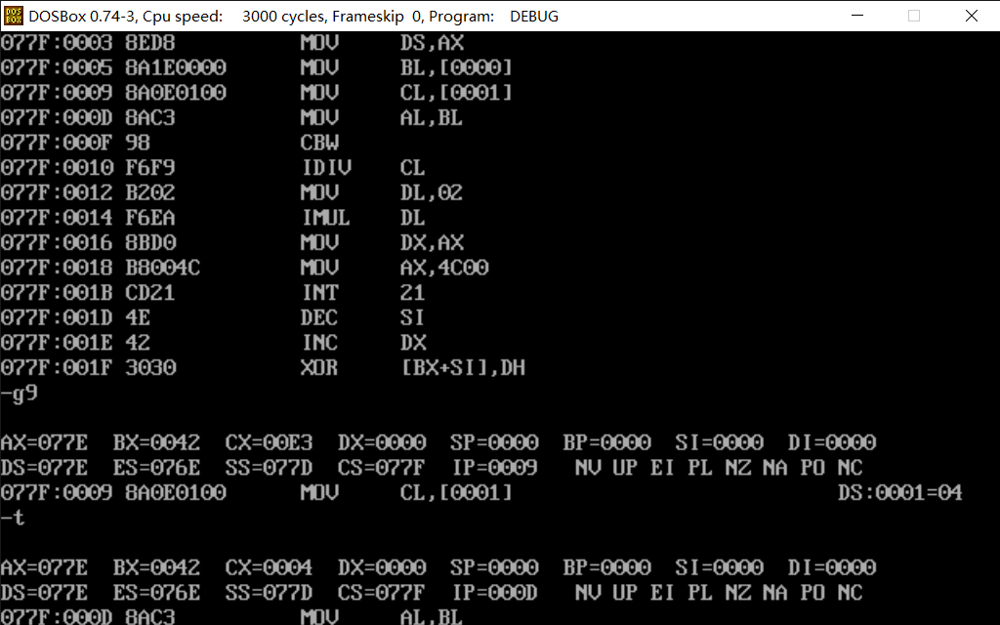 DOSBox 0.74-3, Cpu speed: 3000 cycles, Frameskip 0, Program: DEBUG
077F:0003 8ED8 MOV DS,AX
077F:0005 8A1E0000 MOV BL,[0000]
077F:0009 8A0E0100 MOV CL,[0001]
077F:000D 8AC3 MOV AL,BL
077F:000F 98 CBW
077F:0010 F6F9 IDIV CL
077F:0012 B202 MOV DL,02
077F:0014 F6EA IMUL DL
077F:0016 8BD0 MOV DX,AX
077F:0018 B8004C MOV AX,4C00
077F:001B CD21 INT 21
077F:001D 4E DEC SI
077F:001E 42 INC DX
077F:001F 3030 XOR [BX+SI],DH
-g9
AX=077E BX=0042 CX=00E3 DX=0000 SP=0000 BP=0000 SI=0000 DI=0000
DS=077E ES=076E SS=077D CS=077F IP=0009 NV UP EI PL NZ NA PO NC
077F:0009 8A0E0100 MOV CL,[0001] DS:0001=04
-t
AX=077E BX=0042 CX=0004 DX=0000 SP=0000 BP=0000 SI=0000 DI=0000
DS=077E ES=076E SS=077D CS=077F IP=000D NV UP EI PL NZ NA PO NC
077F:000D 8AC3 MOV AL,BL